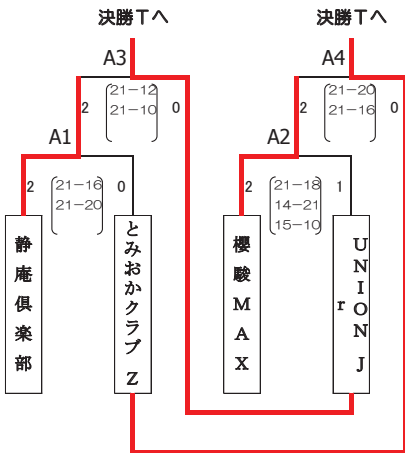 決勝Tへ 決勝Tへ
A3 A4
2 21-12 0 2 21-20 0
21-10 21-16
A1 A2
2 21-16 0 2 21-18 1
21-20 14-21
15-10
静庵倶楽部
とみおかクラブ Z
櫻駿MAX
UNION Jr